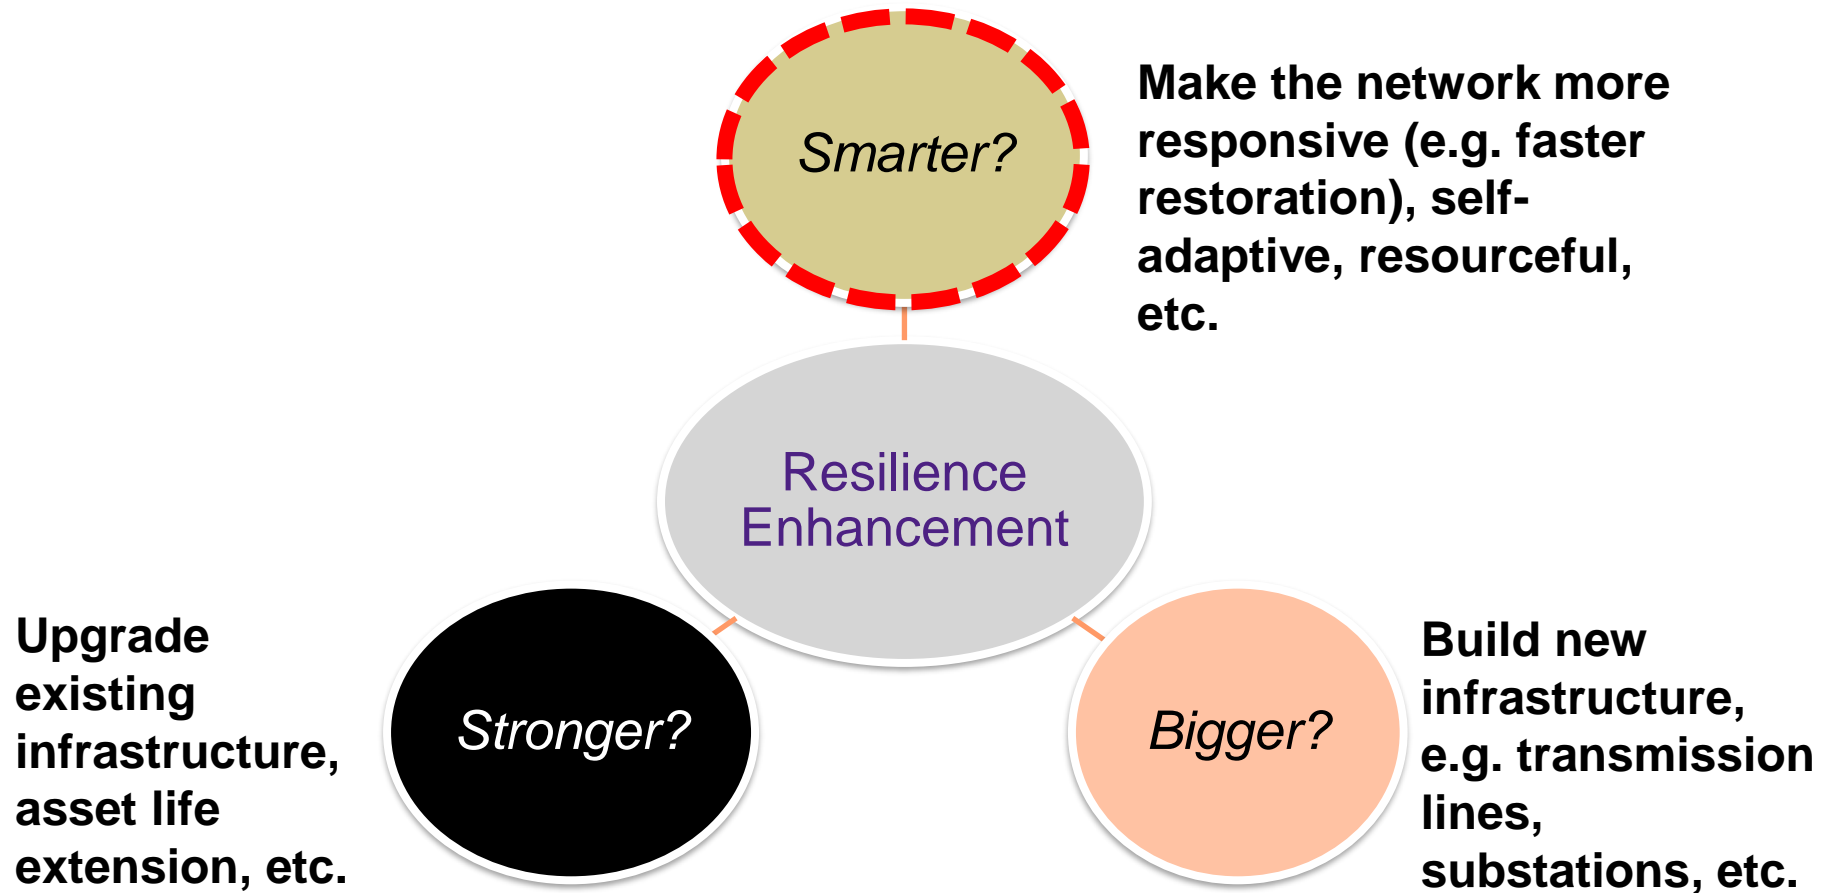 Smarter?
Make the network more
responsive (e.g. faster
restoration), self-
adaptive, resourceful,
etc.
Resilience
Enhancement
Upgrade
existing
infrastructure,
asset life
extension, etc.
Stronger?
Bigger?
Build new
infrastructure,
e.g. transmission
lines,
substations, etc.